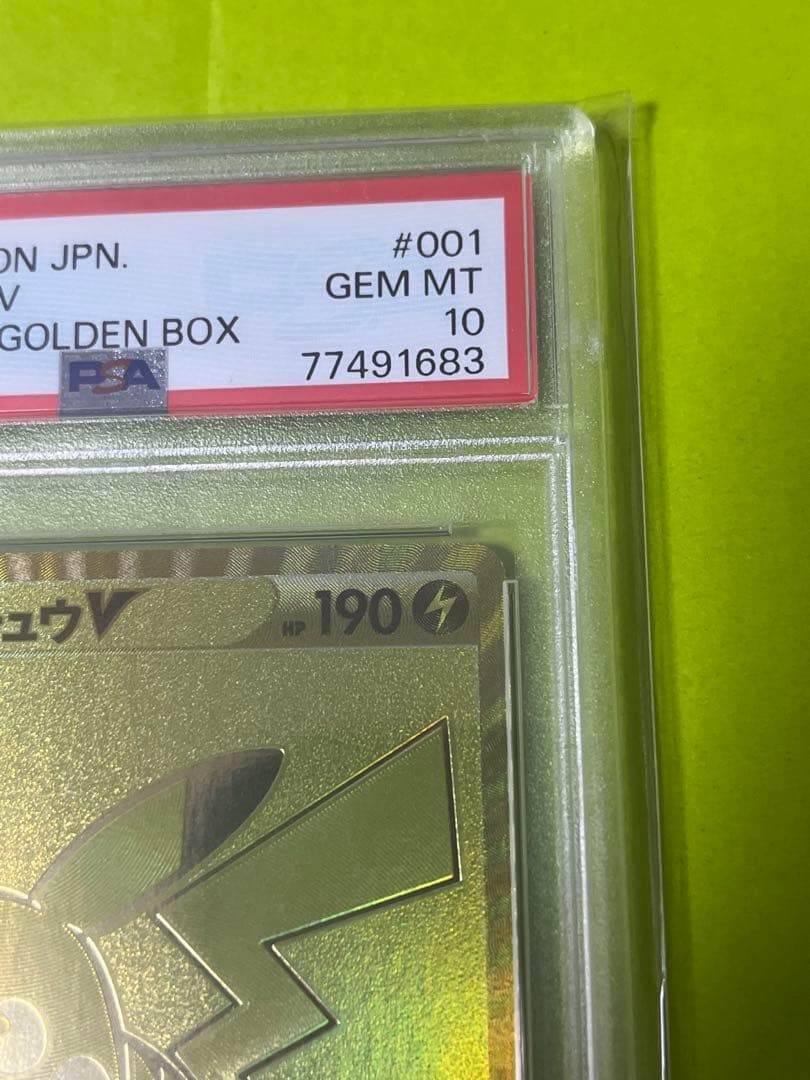 ON JPN. #001
V GEM MT
GOLDEN BOX 10
PSA 77491683
ュウV HP 190